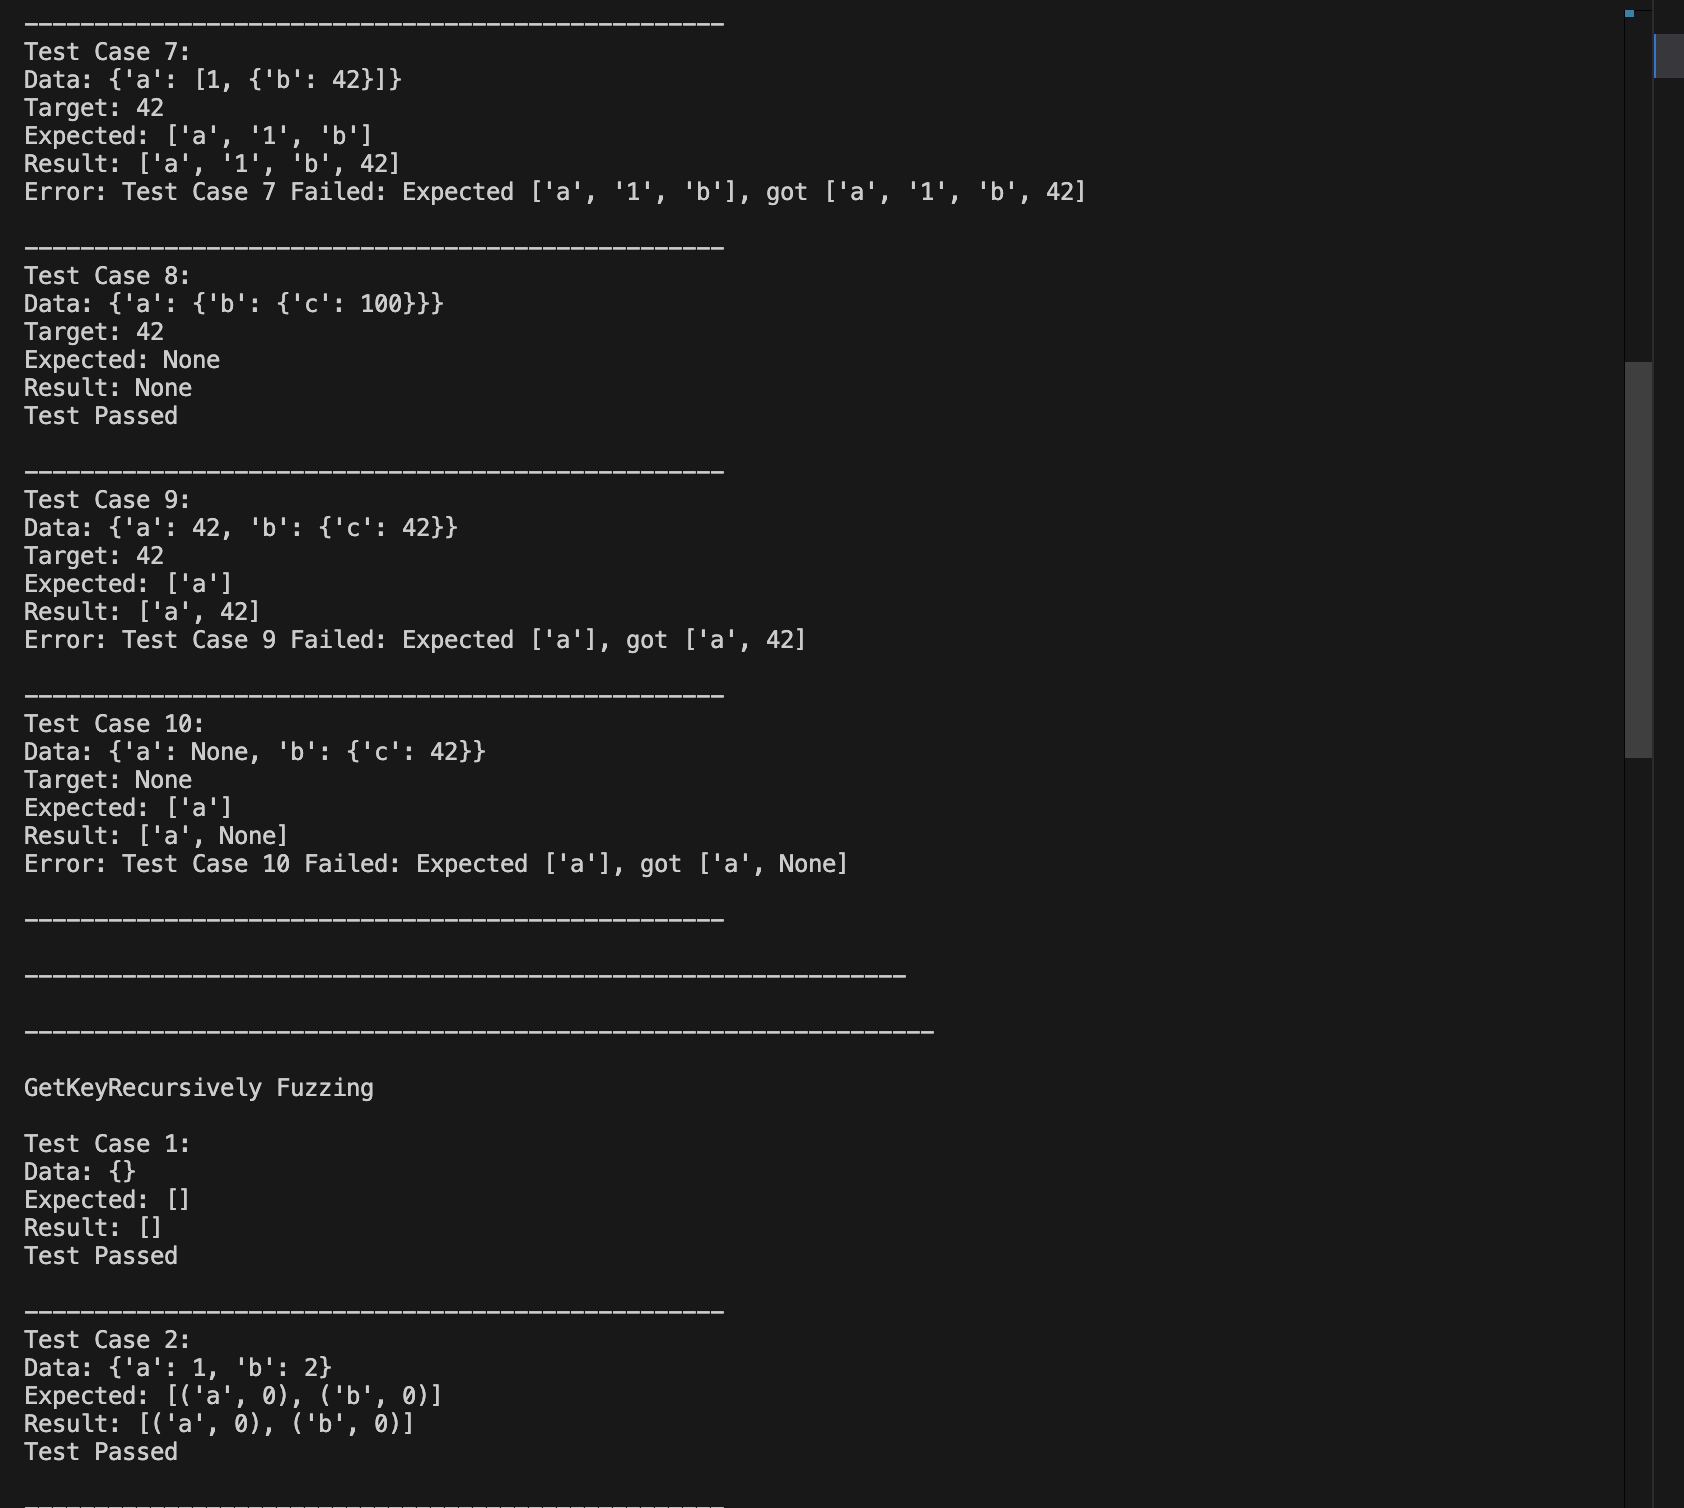 --------------------------------------------------
Test Case 7:
Data: {'a': [1, {'b': 42}]}
Target: 42
Expected: ['a', '1', 'b']
Result: ['a', '1', 'b', 42]
Error: Test Case 7 Failed: Expected ['a', '1', 'b'], got ['a', '1', 'b', 42]
--------------------------------------------------
Test Case 8:
Data: {'a': {'b': {'c': 100}}}
Target: 42
Expected: None
Result: None
Test Passed
--------------------------------------------------
Test Case 9:
Data: {'a': 42, 'b': {'c': 42}}
Target: 42
Expected: ['a']
Result: ['a', 42]
Error: Test Case 9 Failed: Expected ['a'], got ['a', 42]
--------------------------------------------------
Test Case 10:
Data: {'a': None, 'b': {'c': 42}}
Target: None
Expected: ['a']
Result: ['a', None]
Error: Test Case 10 Failed: Expected ['a'], got ['a', None]
--------------------------------------------------
---------------------------------------------------------------
-----------------------------------------------------------------
GetKeyRecursively Fuzzing
Test Case 1:
Data: {}
Expected: []
Result: []
Test Passed
--------------------------------------------------
Test Case 2:
Data: {'a': 1, 'b': 2}
Expected: [('a', 0), ('b', 0)]
Result: [('a', 0), ('b', 0)]
Test Passed
--------------------------------------------------